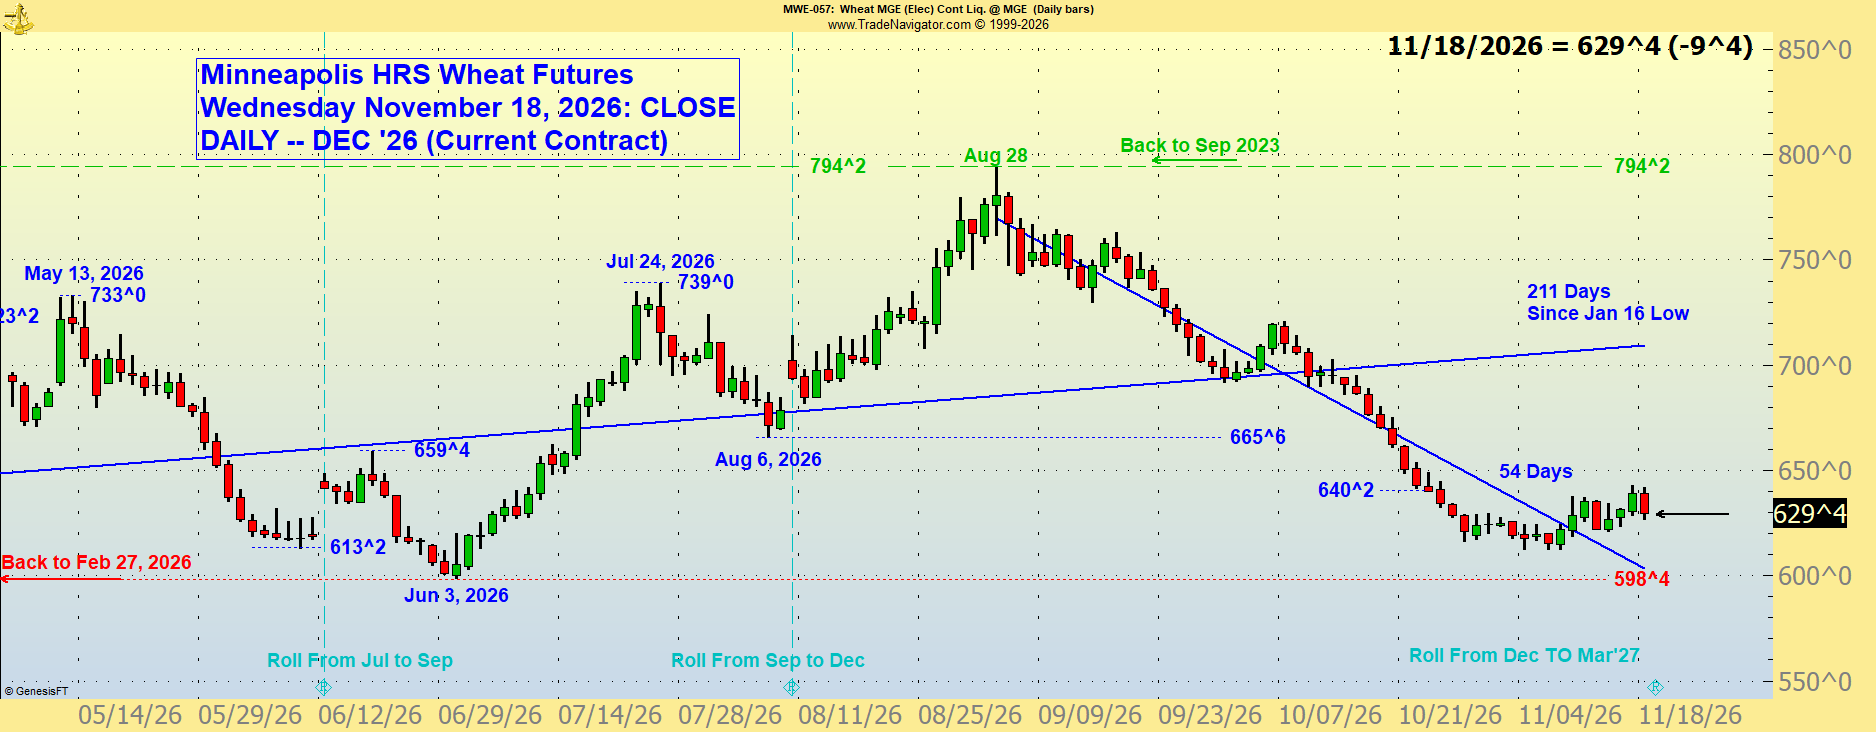 MWE-057: Wheat MGE (Elec) Cont Liq. @ MGE (Daily bars)
www.TradeNavigator.com © 1999-2026
11/18/2026 = 629^4 (-9^4)
Minneapolis HRS Wheat Futures
Wednesday November 18, 2026: CLOSE
DAILY -- DEC '26 (Current Contract)
850^0
800^0
750^0
700^0
650^0
629^4
600^0
550^0
Back to Sep 2023
Aug 28
794^2
794^2
May 13, 2026
733^0
23^2
Jul 24, 2026
739^0
211 Days
Since Jan 16 Low
659^4
665^6
Aug 6, 2026
54 Days
640^2
613^2
Back to Feb 27, 2026
598^4
Jun 3, 2026
Roll From Jul to Sep
Roll From Sep to Dec
Roll From Dec TO Mar'27
R
R
R
© GenesisFT
05/14/26
05/29/26
06/12/26
06/29/26
07/14/26
07/28/26
08/11/26
08/25/26
09/09/26
09/23/26
10/07/26
10/21/26
11/04/26
11/18/26